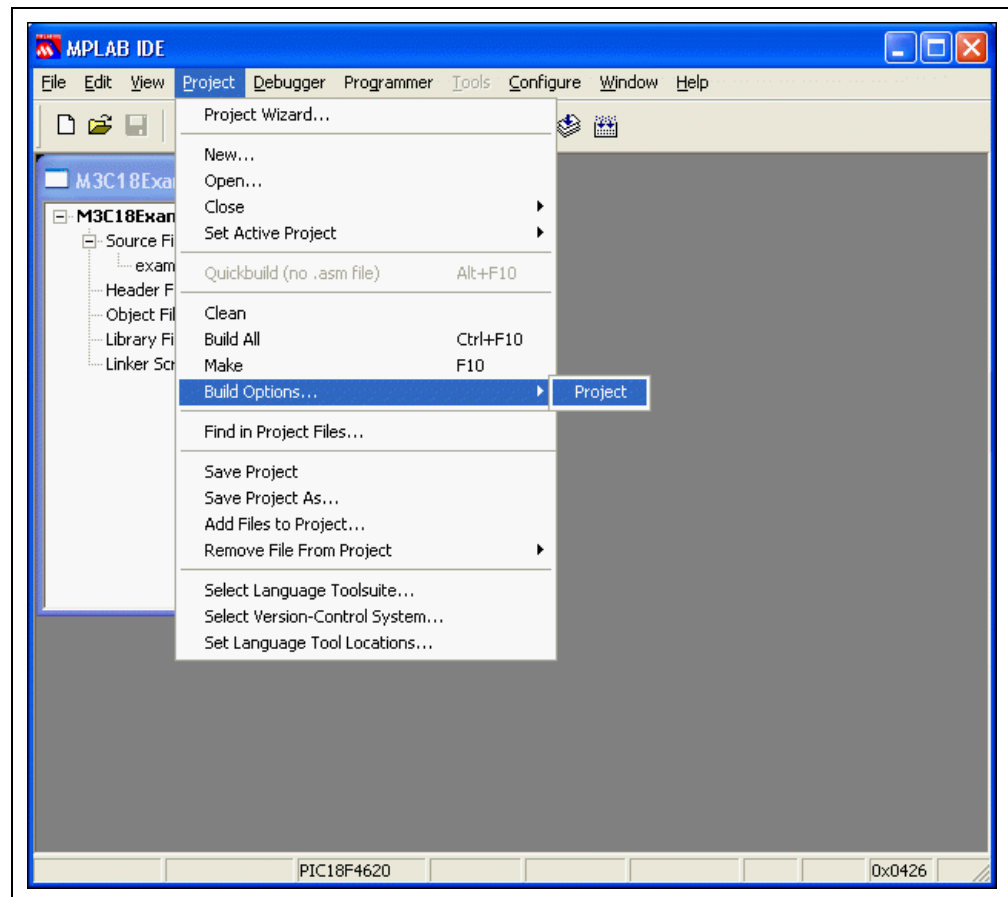 MPLAB IDE
File Edit View Project Debugger Programmer Tools Configure Window Help
Project Wizard...
New...
Open...
Close
Set Active Project
Quickbuild (no .asm file) Alt+F10
Clean
Build All Ctrl+F10
Make F10
Build Options... Project
Find in Project Files...
Save Project
Save Project As...
Add Files to Project...
Remove File From Project
Select Language Toolsuite...
Select Version-Control System...
Set Language Tool Locations...
M3C18Exa
M3C18Exam
Source Fi
exam
Header F
Object Fil
Library Fi
Linker Scr
PIC18F4620 0x0426